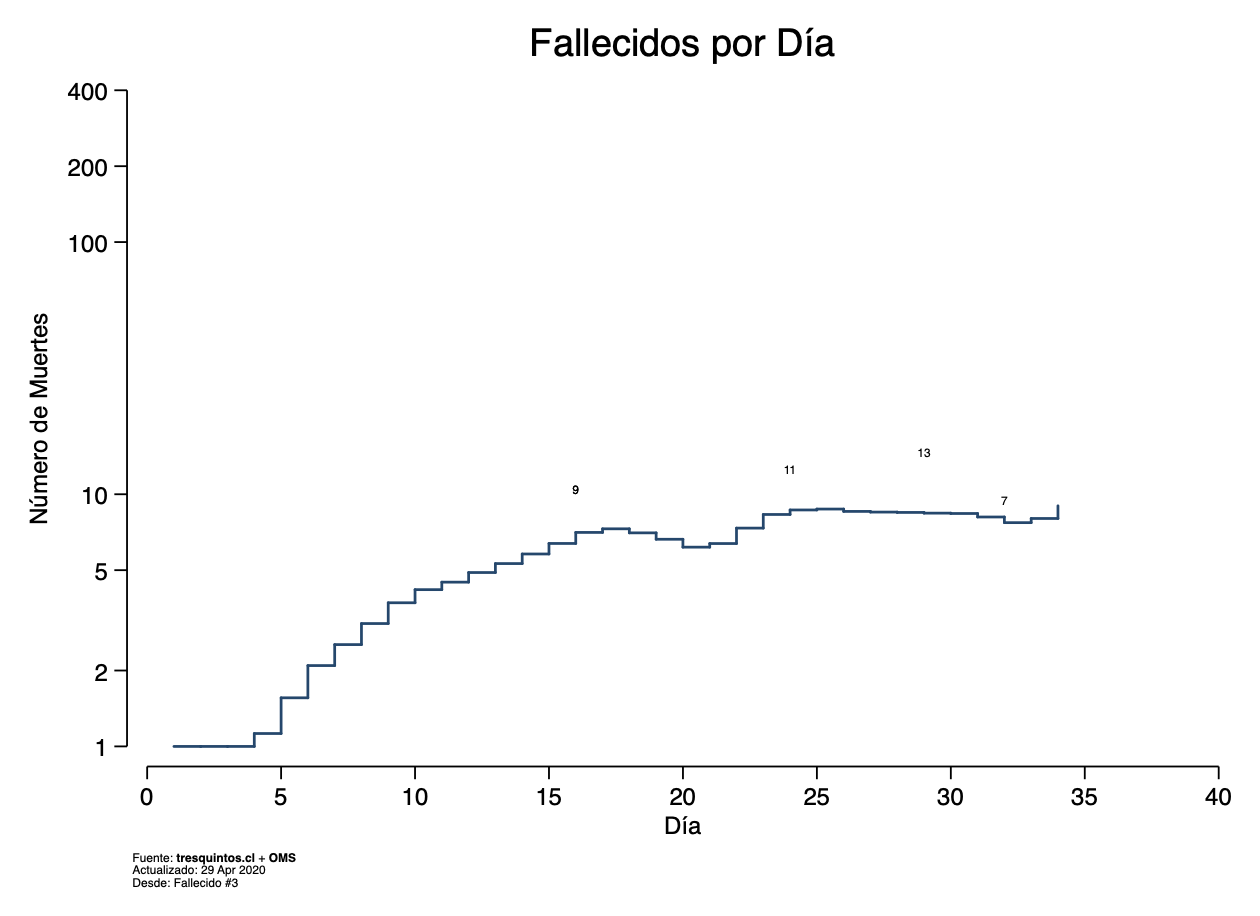 Fallecidos por Día
400
200
100
10
5
2
1
Número de Muertes
9
11
13
7
0 5 10 15 20 25 30 35 40
Día
Fuente: tresquintos.cl + OMS
Actualizado: 29 Apr 2020
Desde: Fallecido #3